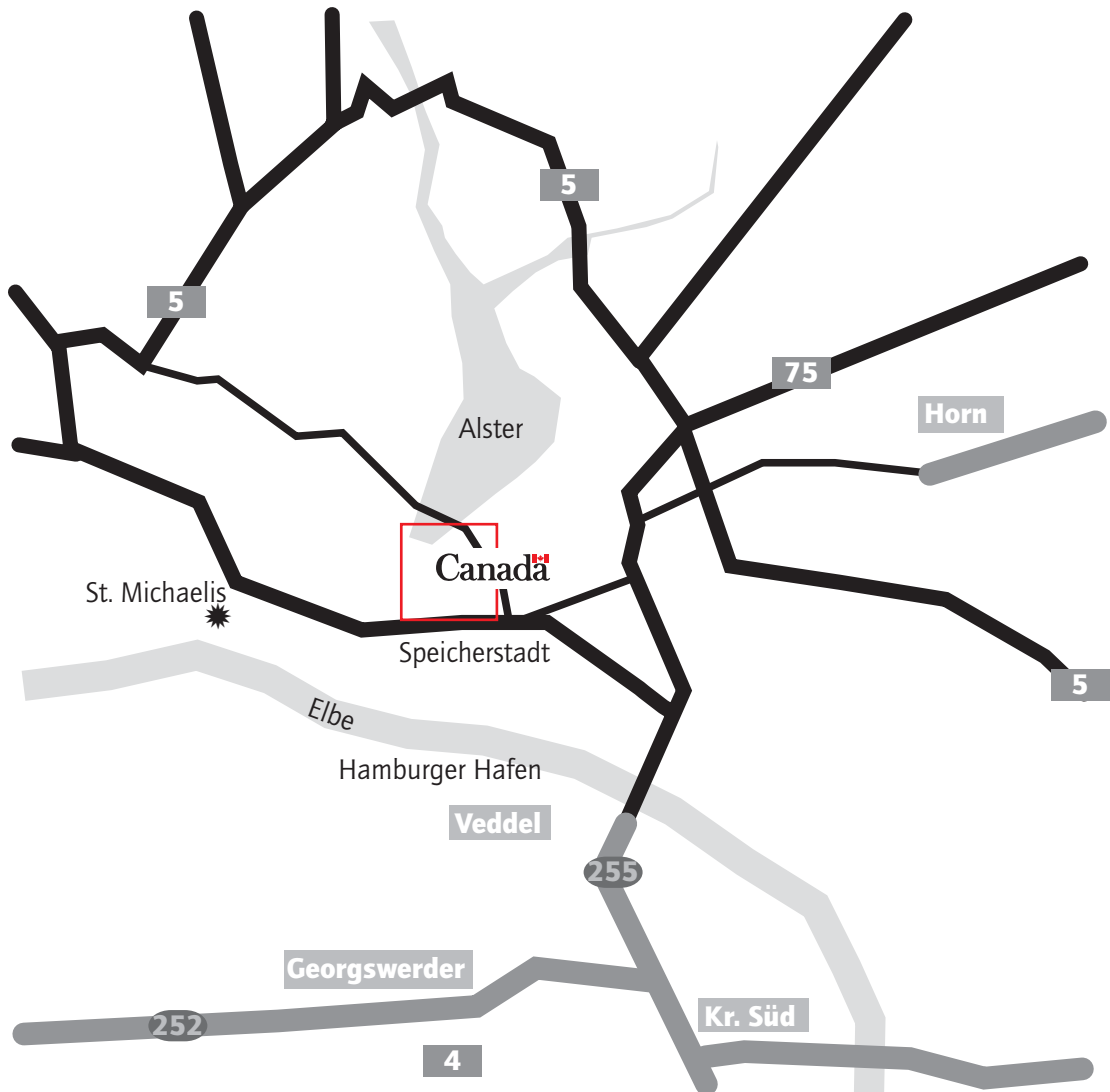 5
5
75
Horn
Alster
Canada
St. Michaelis
Speicherstadt
5
Elbe
Hamburger Hafen
Veddel
255
Georgswerder
252
Kr. Süd
4